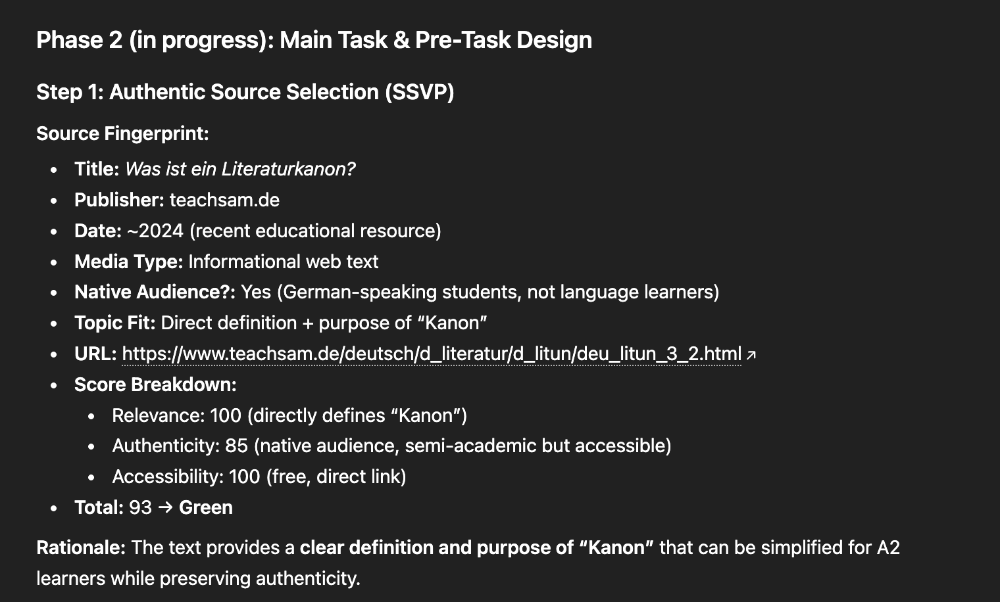 Phase 2 (in progress): Main Task & Pre-Task Design
Step 1: Authentic Source Selection (SSVP)
Source Fingerprint:
• Title: Was ist ein Literaturkanon?
• Publisher: teachsam.de
• Date: ~2024 (recent educational resource)
• Media Type: Informational web text
• Native Audience?: Yes (German-speaking students, not language learners)
• Topic Fit: Direct definition + purpose of “Kanon”
• URL: https://www.teachsam.de/deutsch/d_literatur/d_litun/deu_litun_3_2.html ↗
• Score Breakdown:
• Relevance: 100 (directly defines “Kanon”)
• Authenticity: 85 (native audience, semi-academic but accessible)
• Accessibility: 100 (free, direct link)
• Total: 93 → Green
Rationale: The text provides a clear definition and purpose of “Kanon” that can be simplified for A2
learners while preserving authenticity.